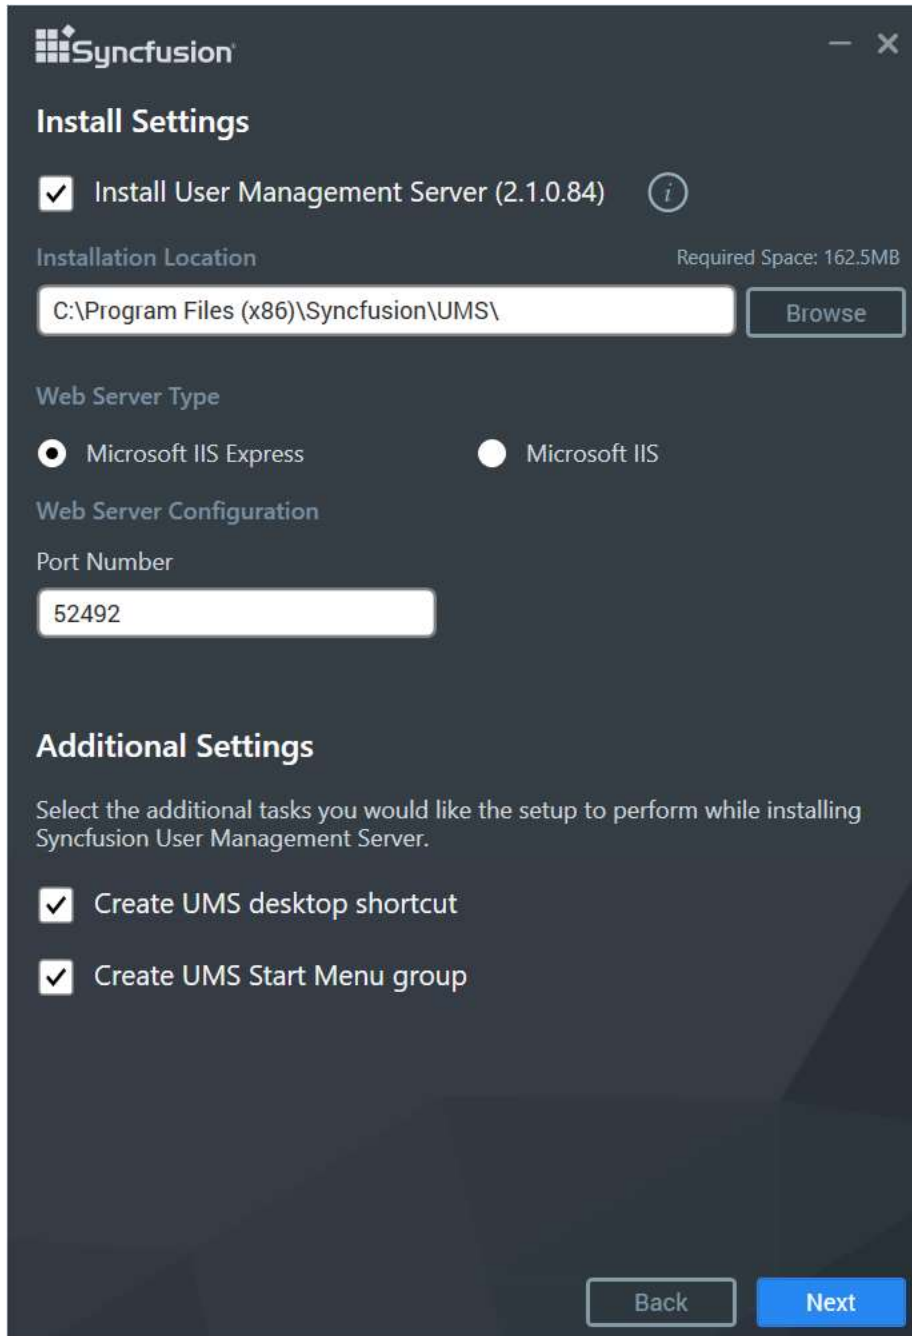 Syncfusion
Install Settings
Install User Management Server (2.1.0.84) i
Installation Location Required Space: 162.5MB
C:\Program Files (x86)\Syncfusion\UMS\ Browse
Web Server Type
Microsoft IIS Express Microsoft IIS
Web Server Configuration
Port Number
52492
Additional Settings
Select the additional tasks you would like the setup to perform while installing
Syncfusion User Management Server.
Create UMS desktop shortcut
Create UMS Start Menu group
Back Next